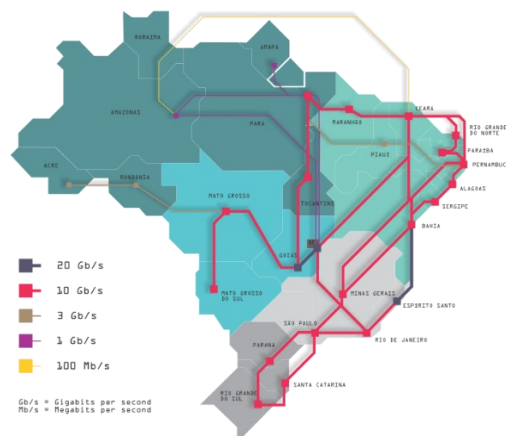 RORAIMA
AMAPA
AMAZONAS
PARA
MARANHAO
CEARA
RIO GRANDE
DO NORTE
PARAIBA
PIAUI
PERNAMBUC
ACRE
RONDONIA
ALAGOAS
MATO GROSSO
TOCANTINS
SERGIPE
BAHIA
GOIAS
20 Gb/s
10 Gb/s
3 Gb/s
1 Gb/s
100 Mb/s
MATO GROSSO
DO SUL
MINAS GERAIS
ESPIRITO SANTO
SAO PAULO
RIO DE JANEIRO
PARANA
SANTA CATARINA
RIO GRANDE
DO SUL
Gb/s = Gigabits per second
Mb/s = Megabits per second